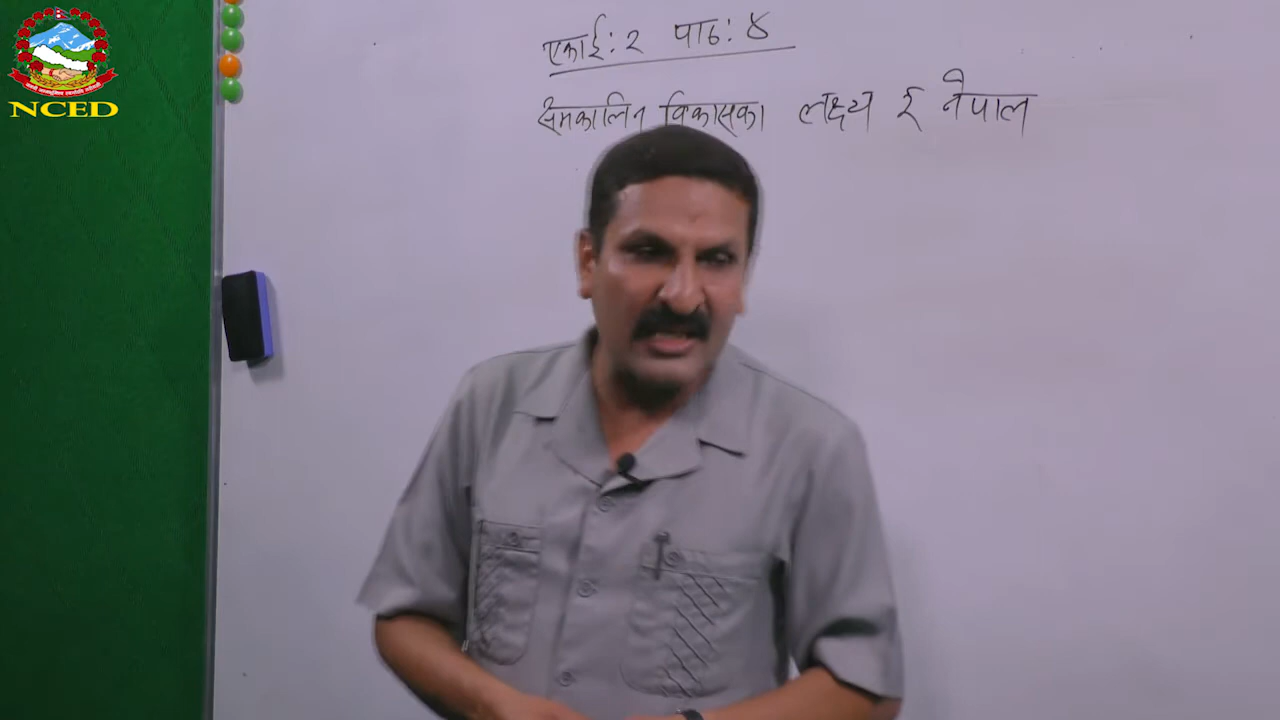 NCED
एकाई: २ पाठ: ४
समकालिन विकासका लक्ष्य र नेपाल